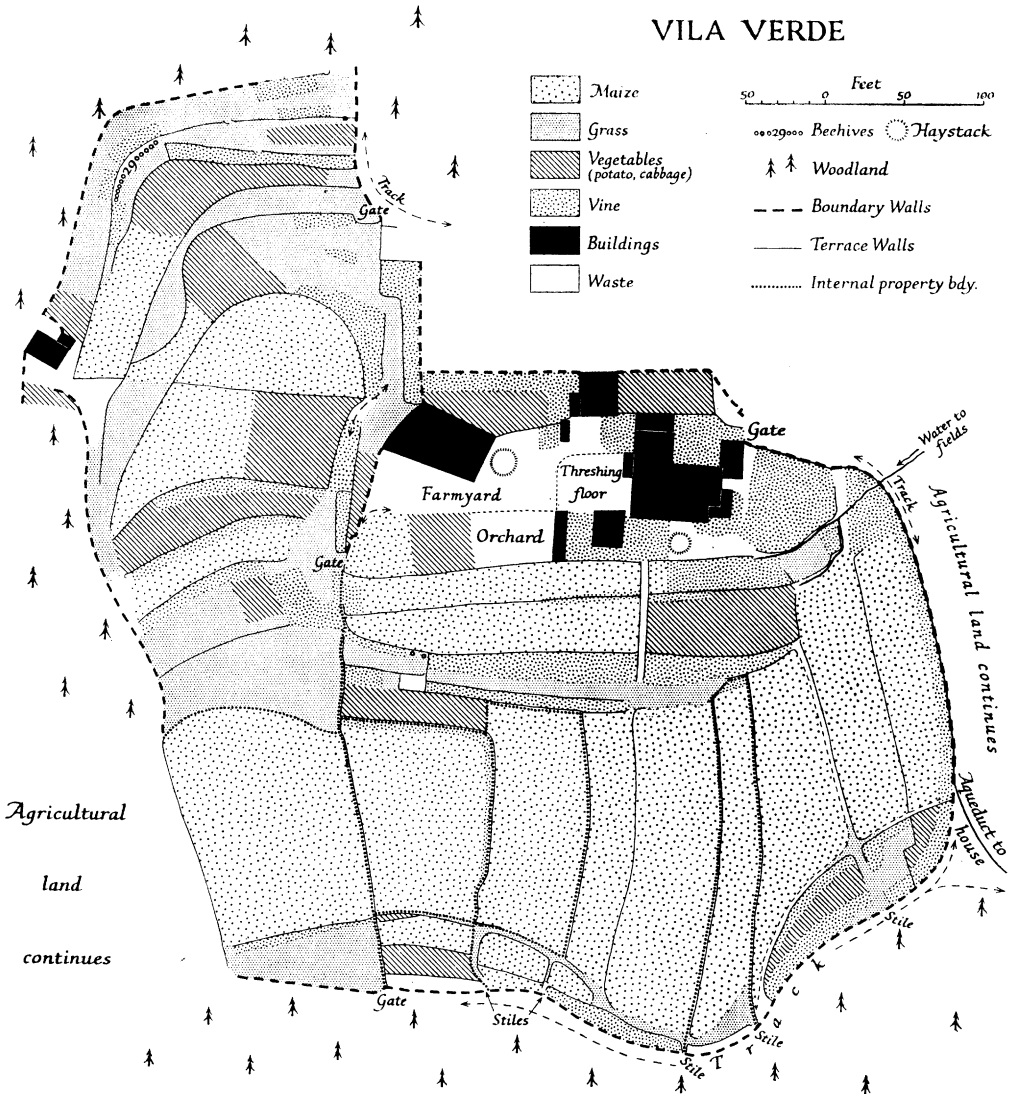 VILA VERDE
Maize
Grass
Vegetables
(potato, cabbage)
Vine
Buildings
Waste
Feet
50 0 50 100
29 Beehives
Haystack
Woodland
Boundary Walls
Terrace Walls
Internal property bdy.
29
Track
Gate
Gate
Water to
fields
Track
Threshing
floor
Farmyard
Orchard
Gate
Agricultural land continues
Agricultural
land
continues
Aqueduct to
house
Stile
Track
Gate
Stiles
Stile
Stile